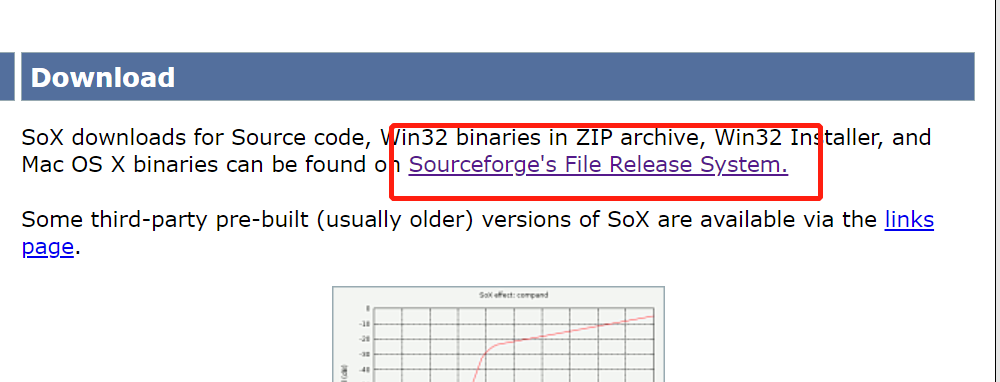 Download
SoX downloads for Source code, Win32 binaries in ZIP archive, Win32 Installer, and
Mac OS X binaries can be found on Sourceforge's File Release System.
Some third-party pre-built (usually older) versions of SoX are available via the links
page.
SoX effect: compand
0
-10
-20
-30
-40